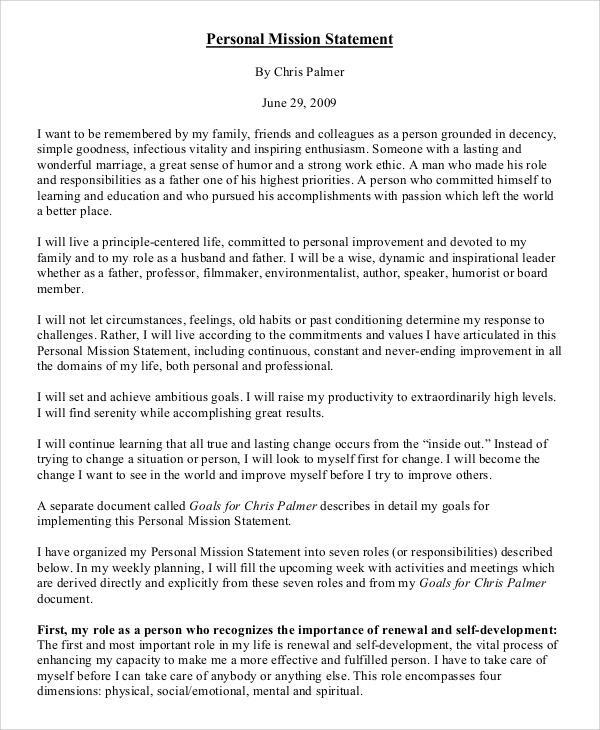 Personal Mission Statement
By Chris Palmer
June 29, 2009
I want to be remembered by my family, friends and colleagues as a person grounded in decency,
simple goodness, infectious vitality and inspiring enthusiasm. Someone with a lasting and
wonderful marriage, a great sense of humor and a strong work ethic. A man who made his role
and responsibilities as a father one of his highest priorities. A person who committed himself to
learning and education and who pursued his accomplishments with passion which left the world
a better place.
I will live a principle-centered life, committed to personal improvement and devoted to my
family and to my role as a husband and father. I will be a wise, dynamic and inspirational leader
whether as a father, professor, filmmaker, environmentalist, author, speaker, humorist or board
member.
I will not let circumstances, feelings, old habits or past conditioning determine my response to
challenges. Rather, I will live according to the commitments and values I have articulated in this
Personal Mission Statement, including continuous, constant and never-ending improvement in all
the domains of my life, both personal and professional.
I will set and achieve ambitious goals. I will raise my productivity to extraordinarily high levels.
I will find serenity while accomplishing great results.
I will continue learning that all true and lasting change occurs from the “inside out.” Instead of
trying to change a situation or person, I will look to myself first for change. I will become the
change I want to see in the world and improve myself before I try to improve others.
A separate document called Goals for Chris Palmer describes in detail my goals for
implementing this Personal Mission Statement.
I have organized my Personal Mission Statement into seven roles (or responsibilities) described
below. In my weekly planning, I will fill the upcoming week with activities and meetings which
are derived directly and explicitly from these seven roles and from my Goals for Chris Palmer
document.
First, my role as a person who recognizes the importance of renewal and self-development:
The first and most important role in my life is renewal and self-development, the vital process of
enhancing my capacity to make me a more effective and fulfilled person. I have to take care of
myself before I can take care of anybody or anything else. This role encompasses four
dimensions: physical, social/emotional, mental and spiritual.